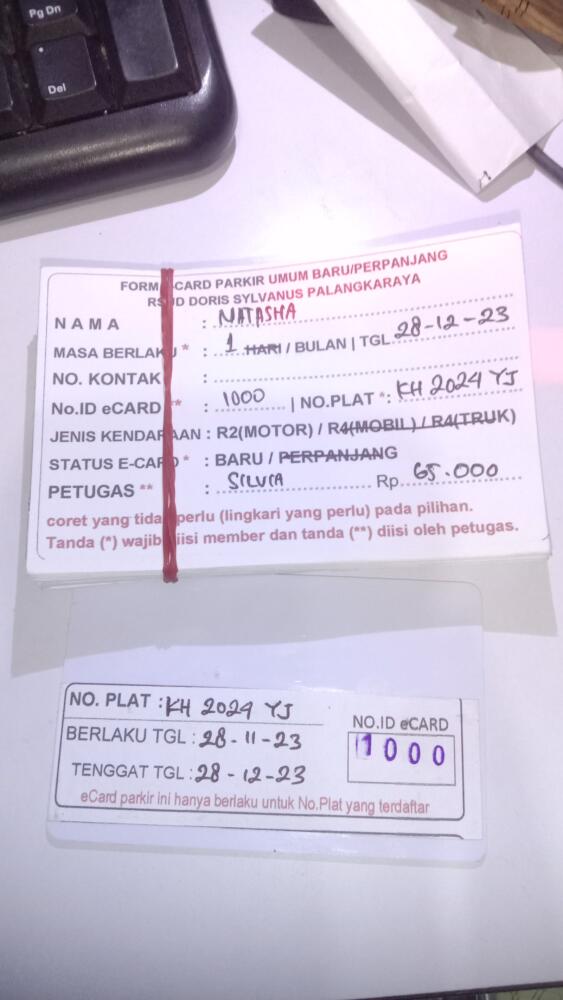 Pg Dn
Del
FORM CARD PARKIR UMUM BARU/PERPANJANG
RSUD DORIS SYLVANUS PALANGKARAYA
NAMA : NATASHA
MASA BERLAKU * : 1 HARI / BULAN | TGL 28-12-23
NO. KONTAK :
No.ID eCARD ** : 1000 | NO.PLAT *: KH 2024 YJ
JENIS KENDARAAN : R2(MOTOR) / R4(MOBIL) / R4(TRUK)
STATUS E-CARD * : BARU / PERPANJANG
PETUGAS ** : SILVIA Rp. 65.000
coret yang tidak perlu (lingkari yang perlu) pada pilihan.
Tanda (*) wajib diisi member dan tanda (**) diisi oleh petugas.
NO. PLAT : KH 2024 YJ
BERLAKU TGL : 28-11-23
NO.ID eCARD
1000
TENGGAT TGL : 28-12-23
eCard parkir ini hanya berlaku untuk No.Plat yang terdaftar